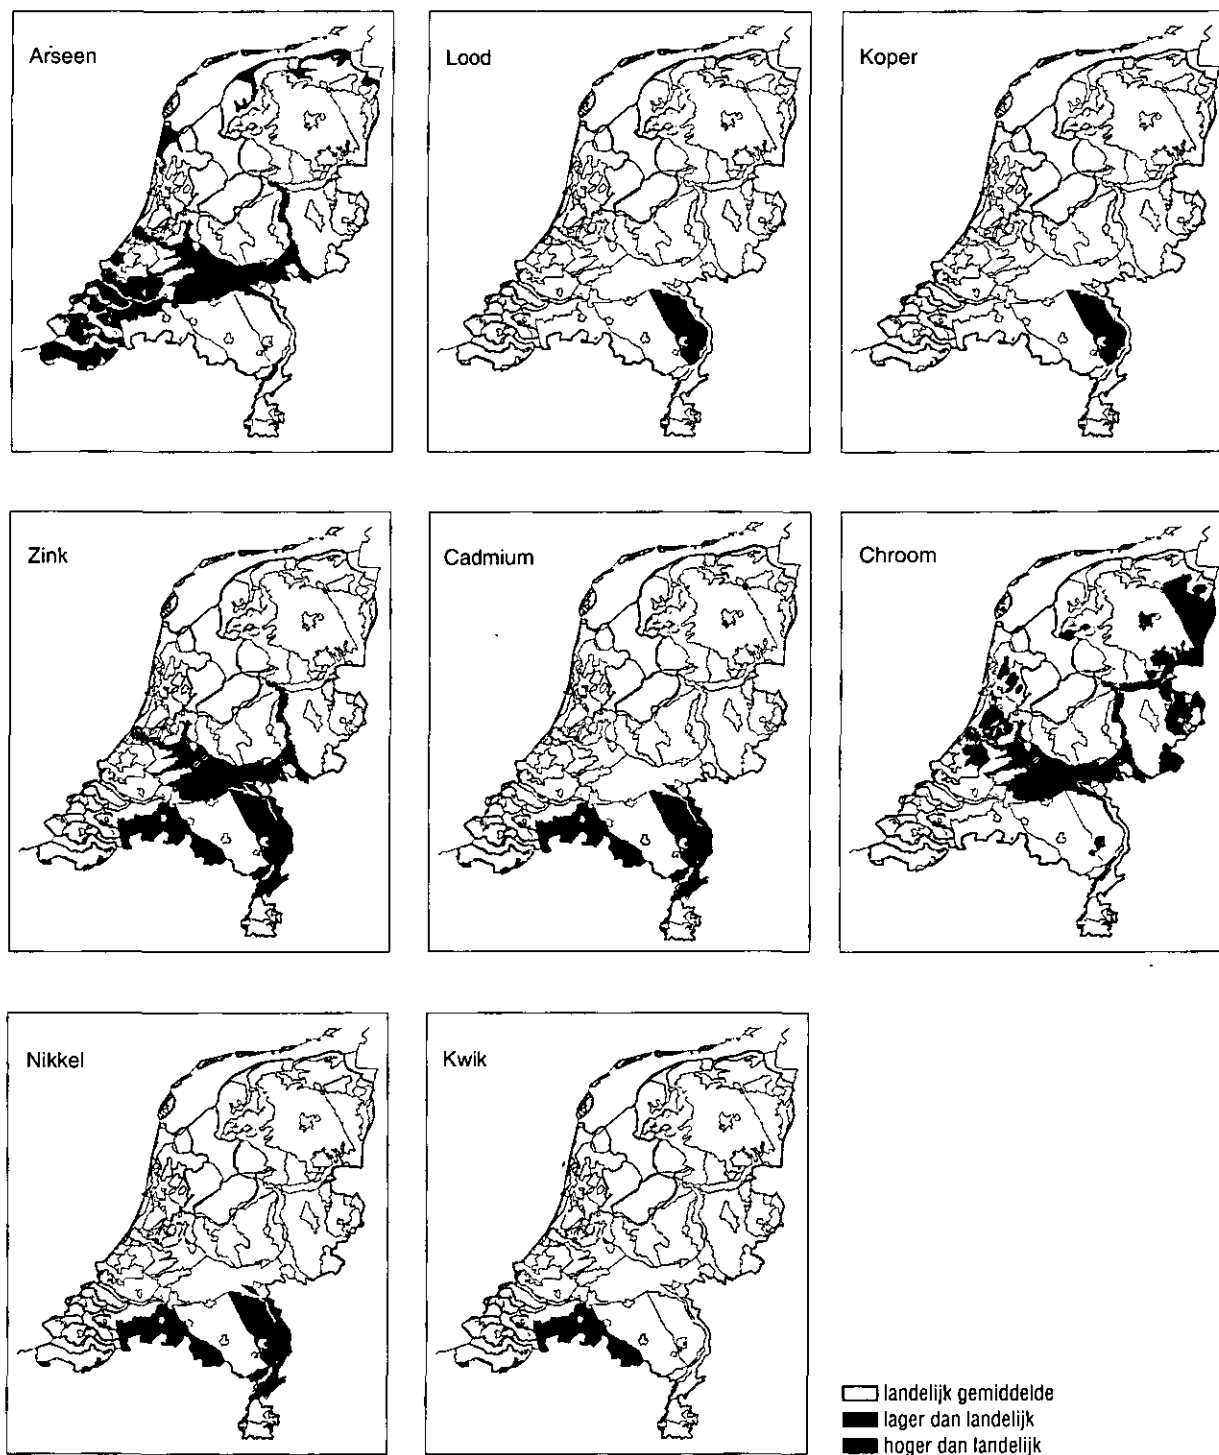 Arseen
Lood
Koper
Zink
Cadmium
Chroom
Nikkel
Kwik
landelijk gemiddelde
lager dan landelijk
hoger dan landelijk